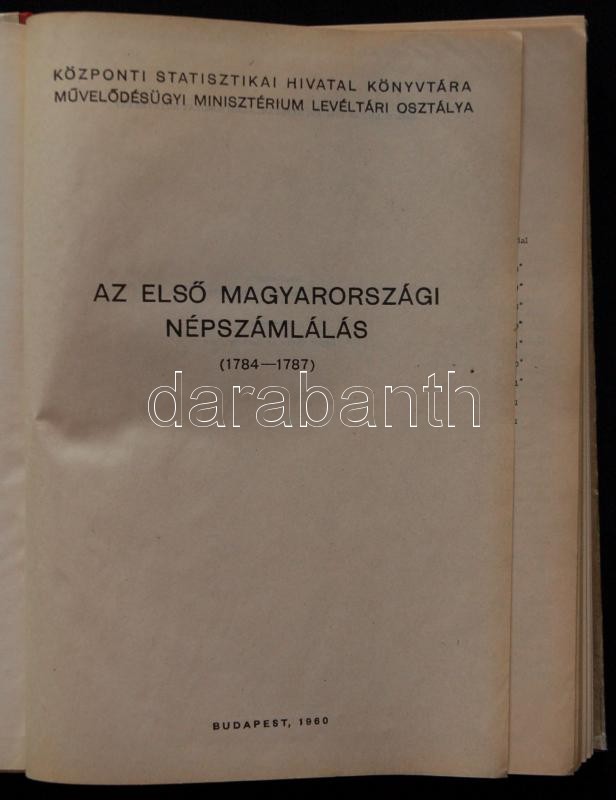 KÖZPONTI STATISZTIKAI HIVATAL KÖNYVTÁRA
MŰVELŐDÉSÜGYI MINISZTÉRIUM LEVÉLTÁRI OSZTÁLYA
AZ ELSŐ MAGYARORSZÁGI
NÉPSZÁMLÁLÁS
(1784—1787)
darabanth
BUDAPEST, 1960